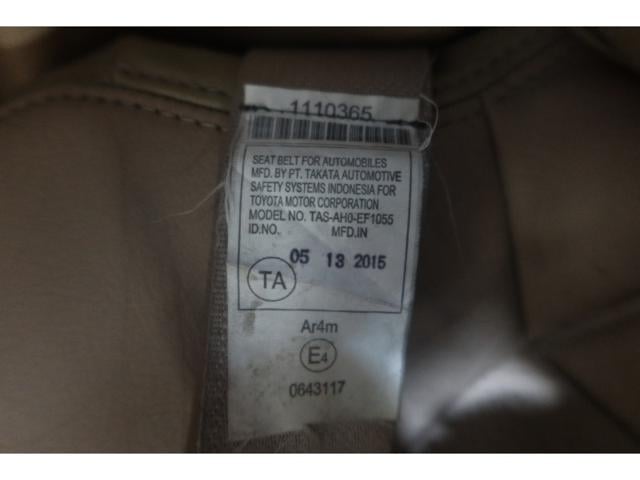 1110365
SEAT BELT FOR AUTOMOBILES
MFD. BY PT. TAKATA AUTOMOTIVE
SAFETY SYSTEMS INDONESIA FOR
TOYOTA MOTOR CORPORATION
MODEL NO. TAS-AH0-EF1055
ID.NO. MFD.IN
05 13 2015
TA
Ar4m
E4
0643117